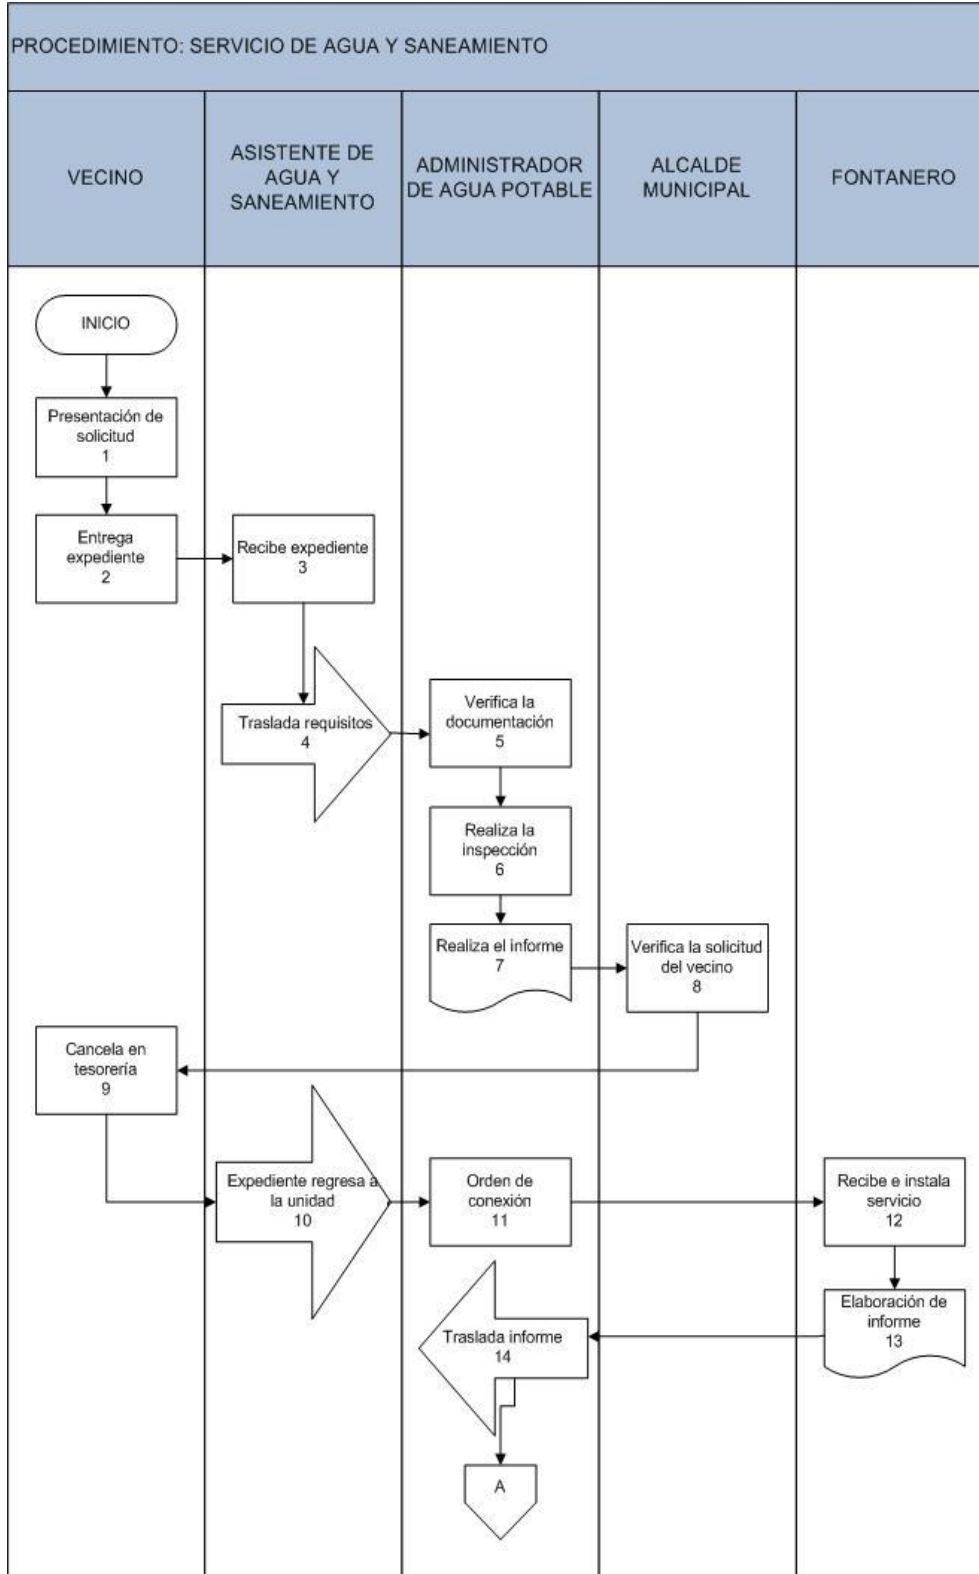 PROCEDIMIENTO: SERVICIO DE AGUA Y SANEAMIENTO
VECINO
ASISTENTE DE
AGUA Y
SANEAMIENTO
ADMINISTRADOR
DE AGUA POTABLE
ALCALDE
MUNICIPAL
FONTANERO
INICIO
Presentación de
solicitud
1
Entrega
expediente
2
Recibe expediente
3
Traslada requisitos
4
Verifica la
documentación
5
Realiza la
inspección
6
Realiza el informe
7
Verifica la solicitud
del vecino
8
Cancela en
tesorería
9
Expediente regresa a
la unidad
10
Orden de
conexión
11
Recibe e instala
servicio
12
Elaboración de
informe
13
Traslada informe
14
A